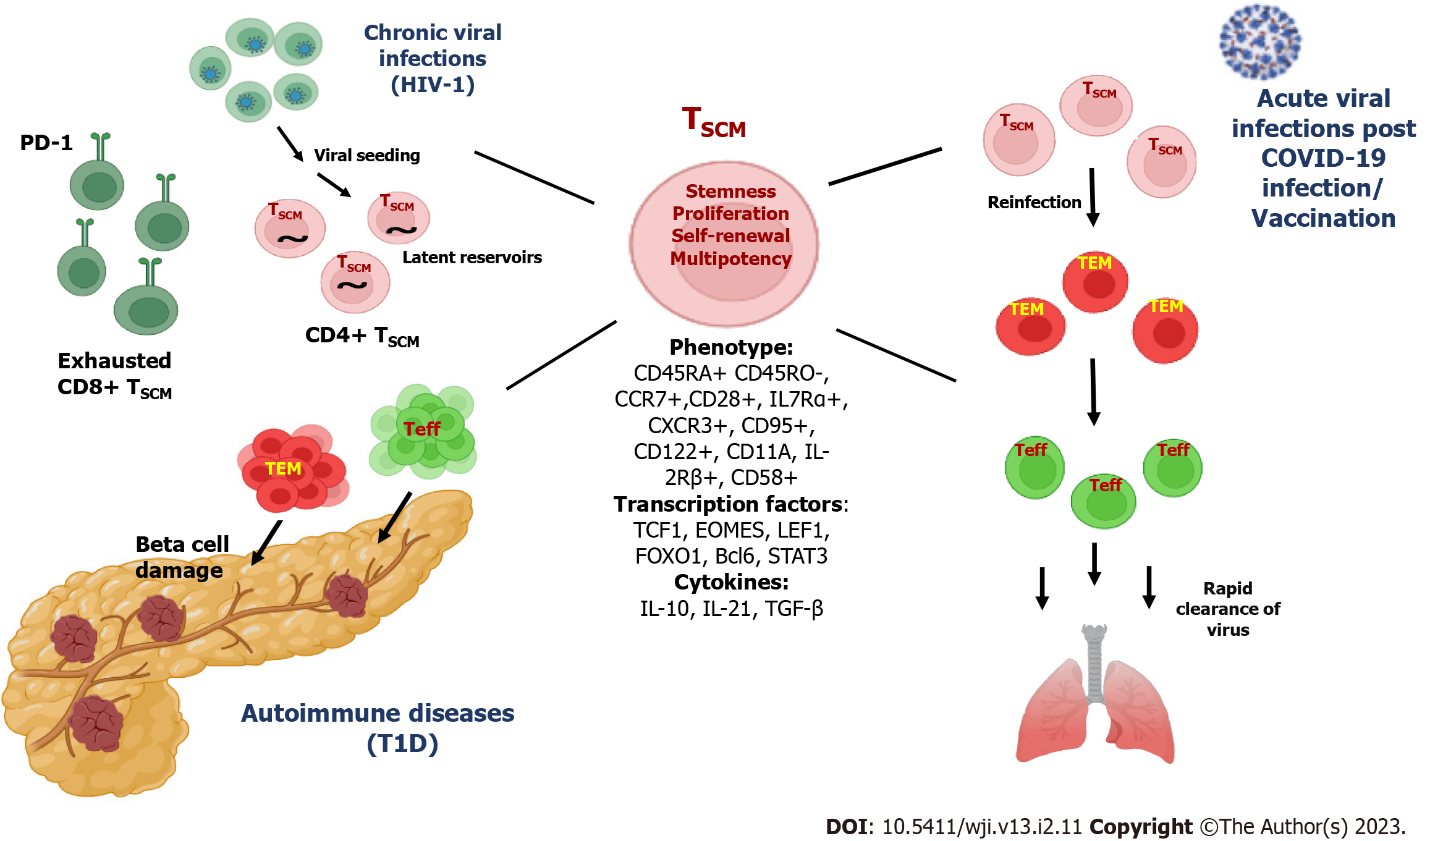 Chronic viral
infections
(HIV-1)
PD-1
Viral seeding
TSCM
TSCM
TSCM
Latent reservoirs
CD4+ TSCM
Exhausted
CD8+ TSCM
TSCM
Stemness
Proliferation
Self-renewal
Multipotency
Phenotype:
CD45RA+ CD45RO-,
CCR7+,CD28+, IL7Rα+,
CXCR3+, CD95+,
CD122+, CD11A, IL-
2Rβ+, CD58+
Transcription factors:
TCF1, EOMES, LEF1,
FOXO1, Bcl6, STAT3
Cytokines:
IL-10, IL-21, TGF-β
TSCM
TSCM
TSCM
Acute viral
infections post
COVID-19
infection/
Vaccination
Reinfection
TEM
TEM
TEM
Teff
Teff
Teff
Rapid
clearance of
virus
Teff
TEM
Beta cell
damage
Autoimmune diseases
(T1D)
DOI: 10.5411/wji.v13.i2.11 Copyright ©The Author(s) 2023.